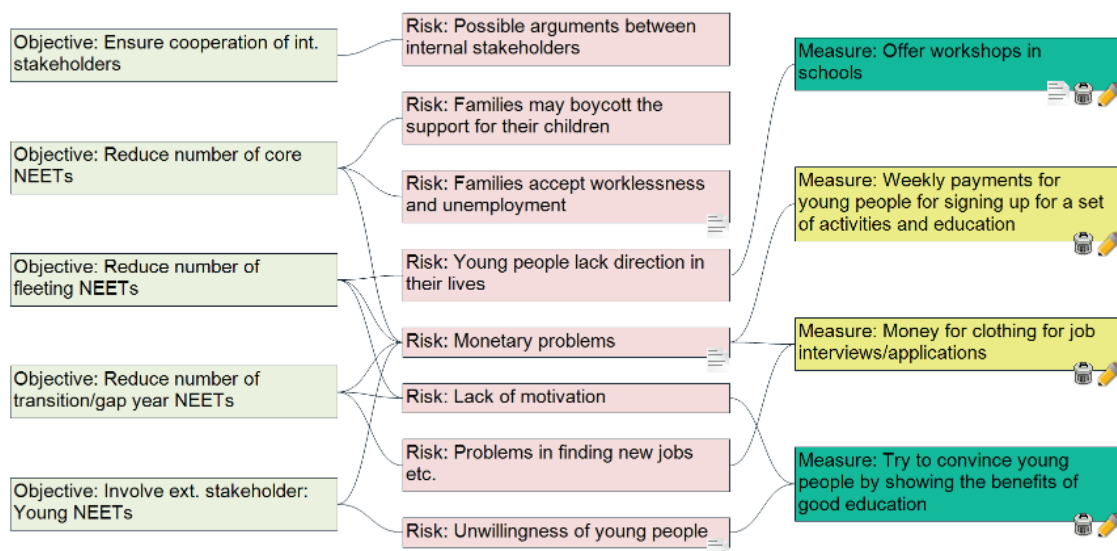 Objective: Ensure cooperation of int.
stakeholders
Objective: Reduce number of core
NEETs
Objective: Reduce number of
fleeting NEETs
Objective: Reduce number of
transition/gap year NEETs
Objective: Involve ext. stakeholder:
Young NEETs
Risk: Possible arguments between
internal stakeholders
Risk: Families may boycott the
support for their children
Risk: Families accept worklessness
and unemployment
Risk: Young people lack direction in
their lives
Risk: Monetary problems
Risk: Lack of motivation
Risk: Problems in finding new jobs
etc.
Risk: Unwillingness of young people
Measure: Offer workshops in
schools
Measure: Weekly payments for
young people for signing up for a set
of activities and education
Measure: Money for clothing for job
interviews/applications
Measure: Try to convince young
people by showing the benefits of
good education